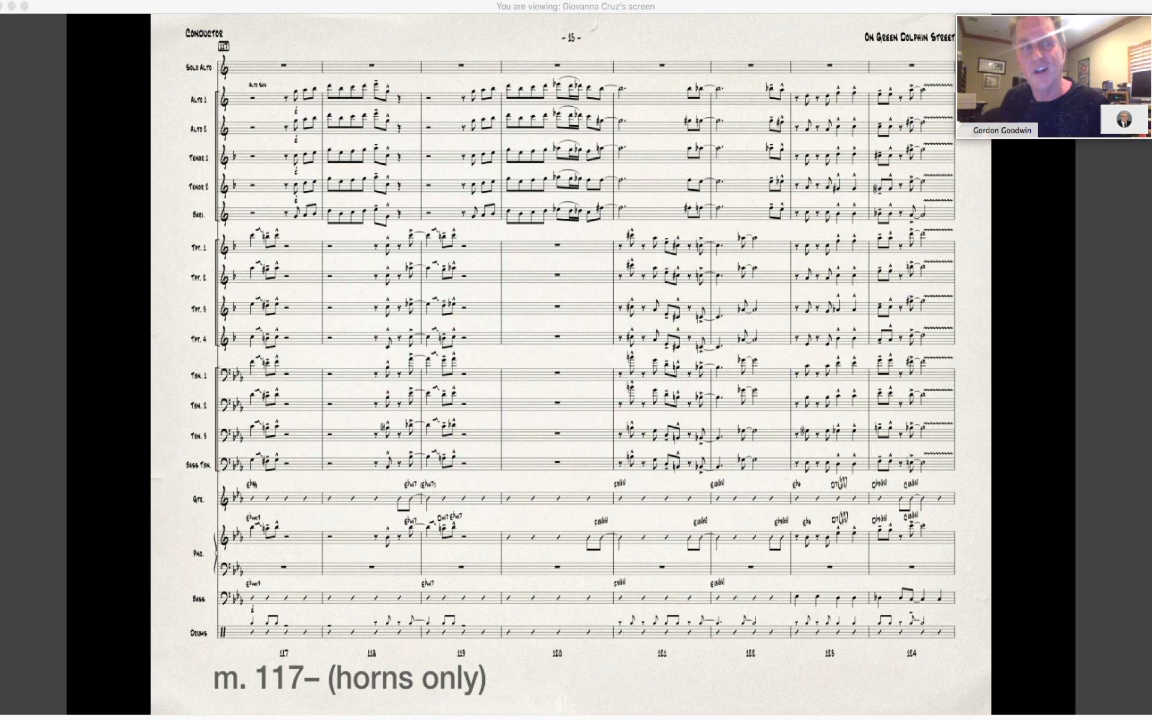 You are viewing: Giovanna Cruz's screen
Conductor
- 15 -
On Green Dolphin Street
117
Solo Alto
Alto 1
Alto 2
Tenor 1
Tenor 2
Bari.
Tpt. 1
Tpt. 2
Tpt. 3
Tpt. 4
Tbn. 1
Tbn. 2
Tbn. 3
Bass Tbn.
Gtr.
Pno.
Bass
Drums
117 118 119 120 121 122 123 124
m. 117– (horns only)
Gordon Goodwin